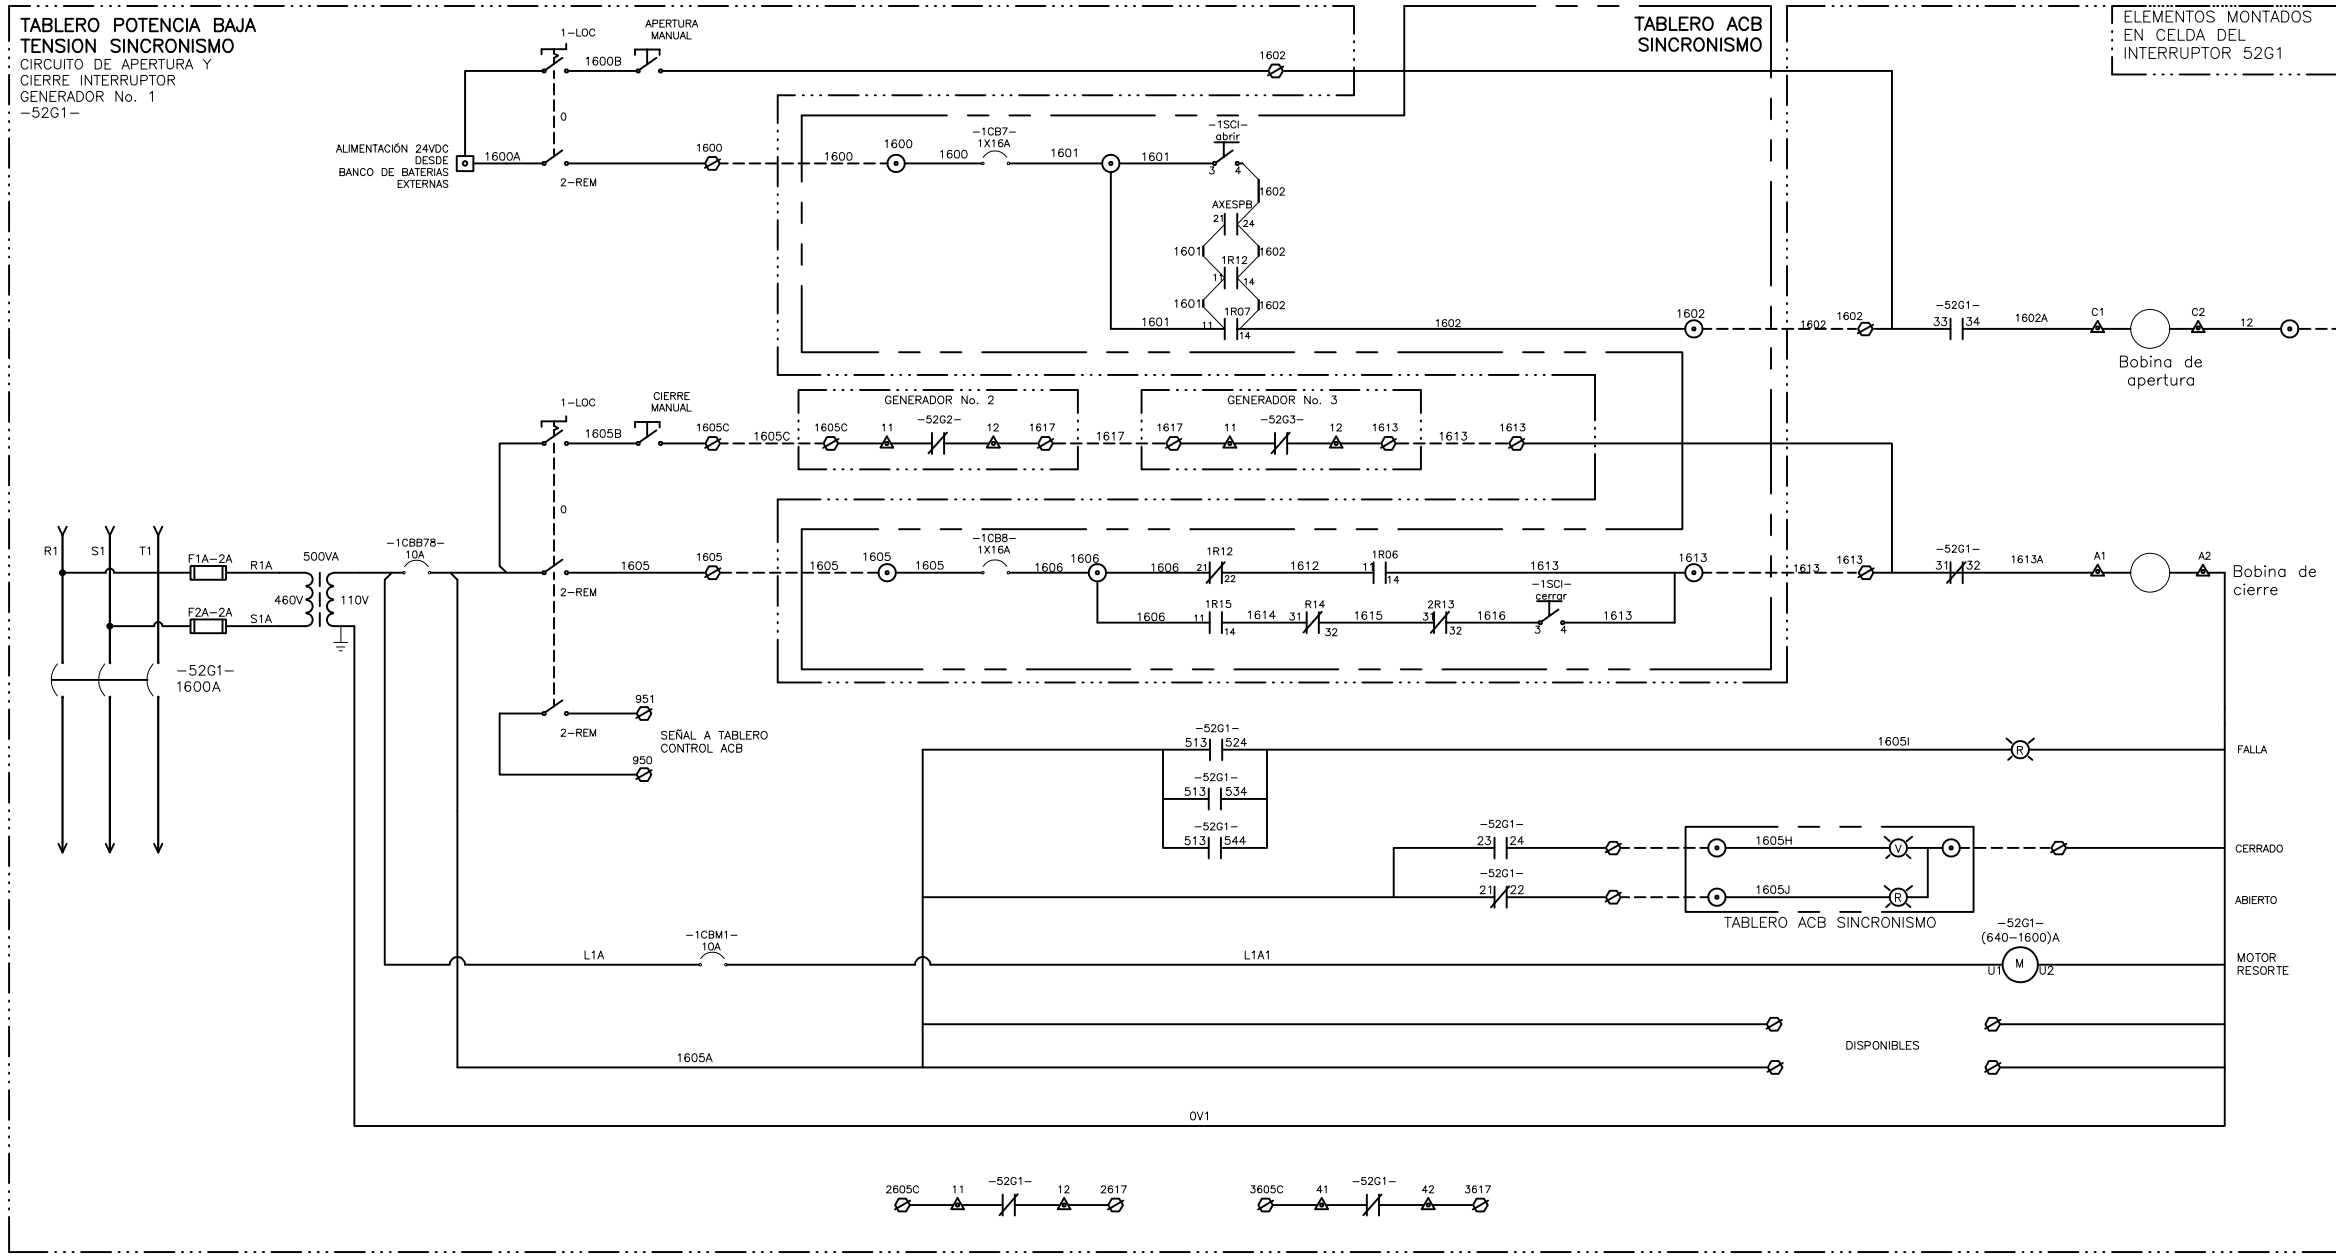 TABLERO POTENCIA BAJA
TENSION SINCRONISMO
CIRCUITO DE APERTURA Y
CIERRE INTERRUPTOR
GENERADOR No. 1
-52G1-
1-LOC
APERTURA
MANUAL
1600B
1602
TABLERO ACB
SINCRONISMO
ELEMENTOS MONTADOS
EN CELDA DEL
INTERRUPTOR 52G1
0
ALIMENTACIÓN 24VDC
DESDE
BANCO DE BATERIAS
EXTERNAS
1600A
2-REM
1600
1600
1600
1600
-1CB7-
1X16A
1601
1601
-1SCI-
abrir
3 4
1602
AXESPB
21 24
1601 1602
1R12
11 14
1601 1602
1R07
1601 11 14
1602
1602
1602
1602
-52G1-
33 34
1602A
C1
C2
12
Bobina de
apertura
1-LOC
CIERRE
MANUAL
1605B
1605C
1605C
GENERADOR No. 2
1605C
11
-52G2-
12
1617
1617
GENERADOR No. 3
1617
11
-52G3-
12
1613
1613
1613
0
R1
S1
T1
F1A-2A
R1A
500VA
460V
110V
F2A-2A
S1A
-1CBB78-
10A
2-REM
1605
1605
1605
1605
1605
-1CB8-
1X16A
1606
1606
1606
1R12
21 22
1612
1R06
11 14
1613
1613
1613
1613
-52G1-
31 32
1613A
A1
A2
Bobina de
cierre
1606
1R15
11 14
1614
R14
31 32
1615
2R13
31 32
1616
-1SCI-
cerrar
3 4
1613
-52G1-
1600A
2-REM
951
SEÑAL A TABLERO
CONTROL ACB
950
-52G1-
513 524
1605I
R
FALLA
-52G1-
513 534
-52G1-
513 544
-52G1-
23 24
1605H
V
CERRADO
-52G1-
21 22
1605J
R
ABIERTO
TABLERO ACB SINCRONISMO
L1A
-1CBM1-
10A
L1A1
-52G1-
(640-1600)A
U1 M U2
MOTOR
RESORTE
DISPONIBLES
1605A
0V1
2605C
11
-52G1-
12
2617
3605C
41
-52G1-
42
3617